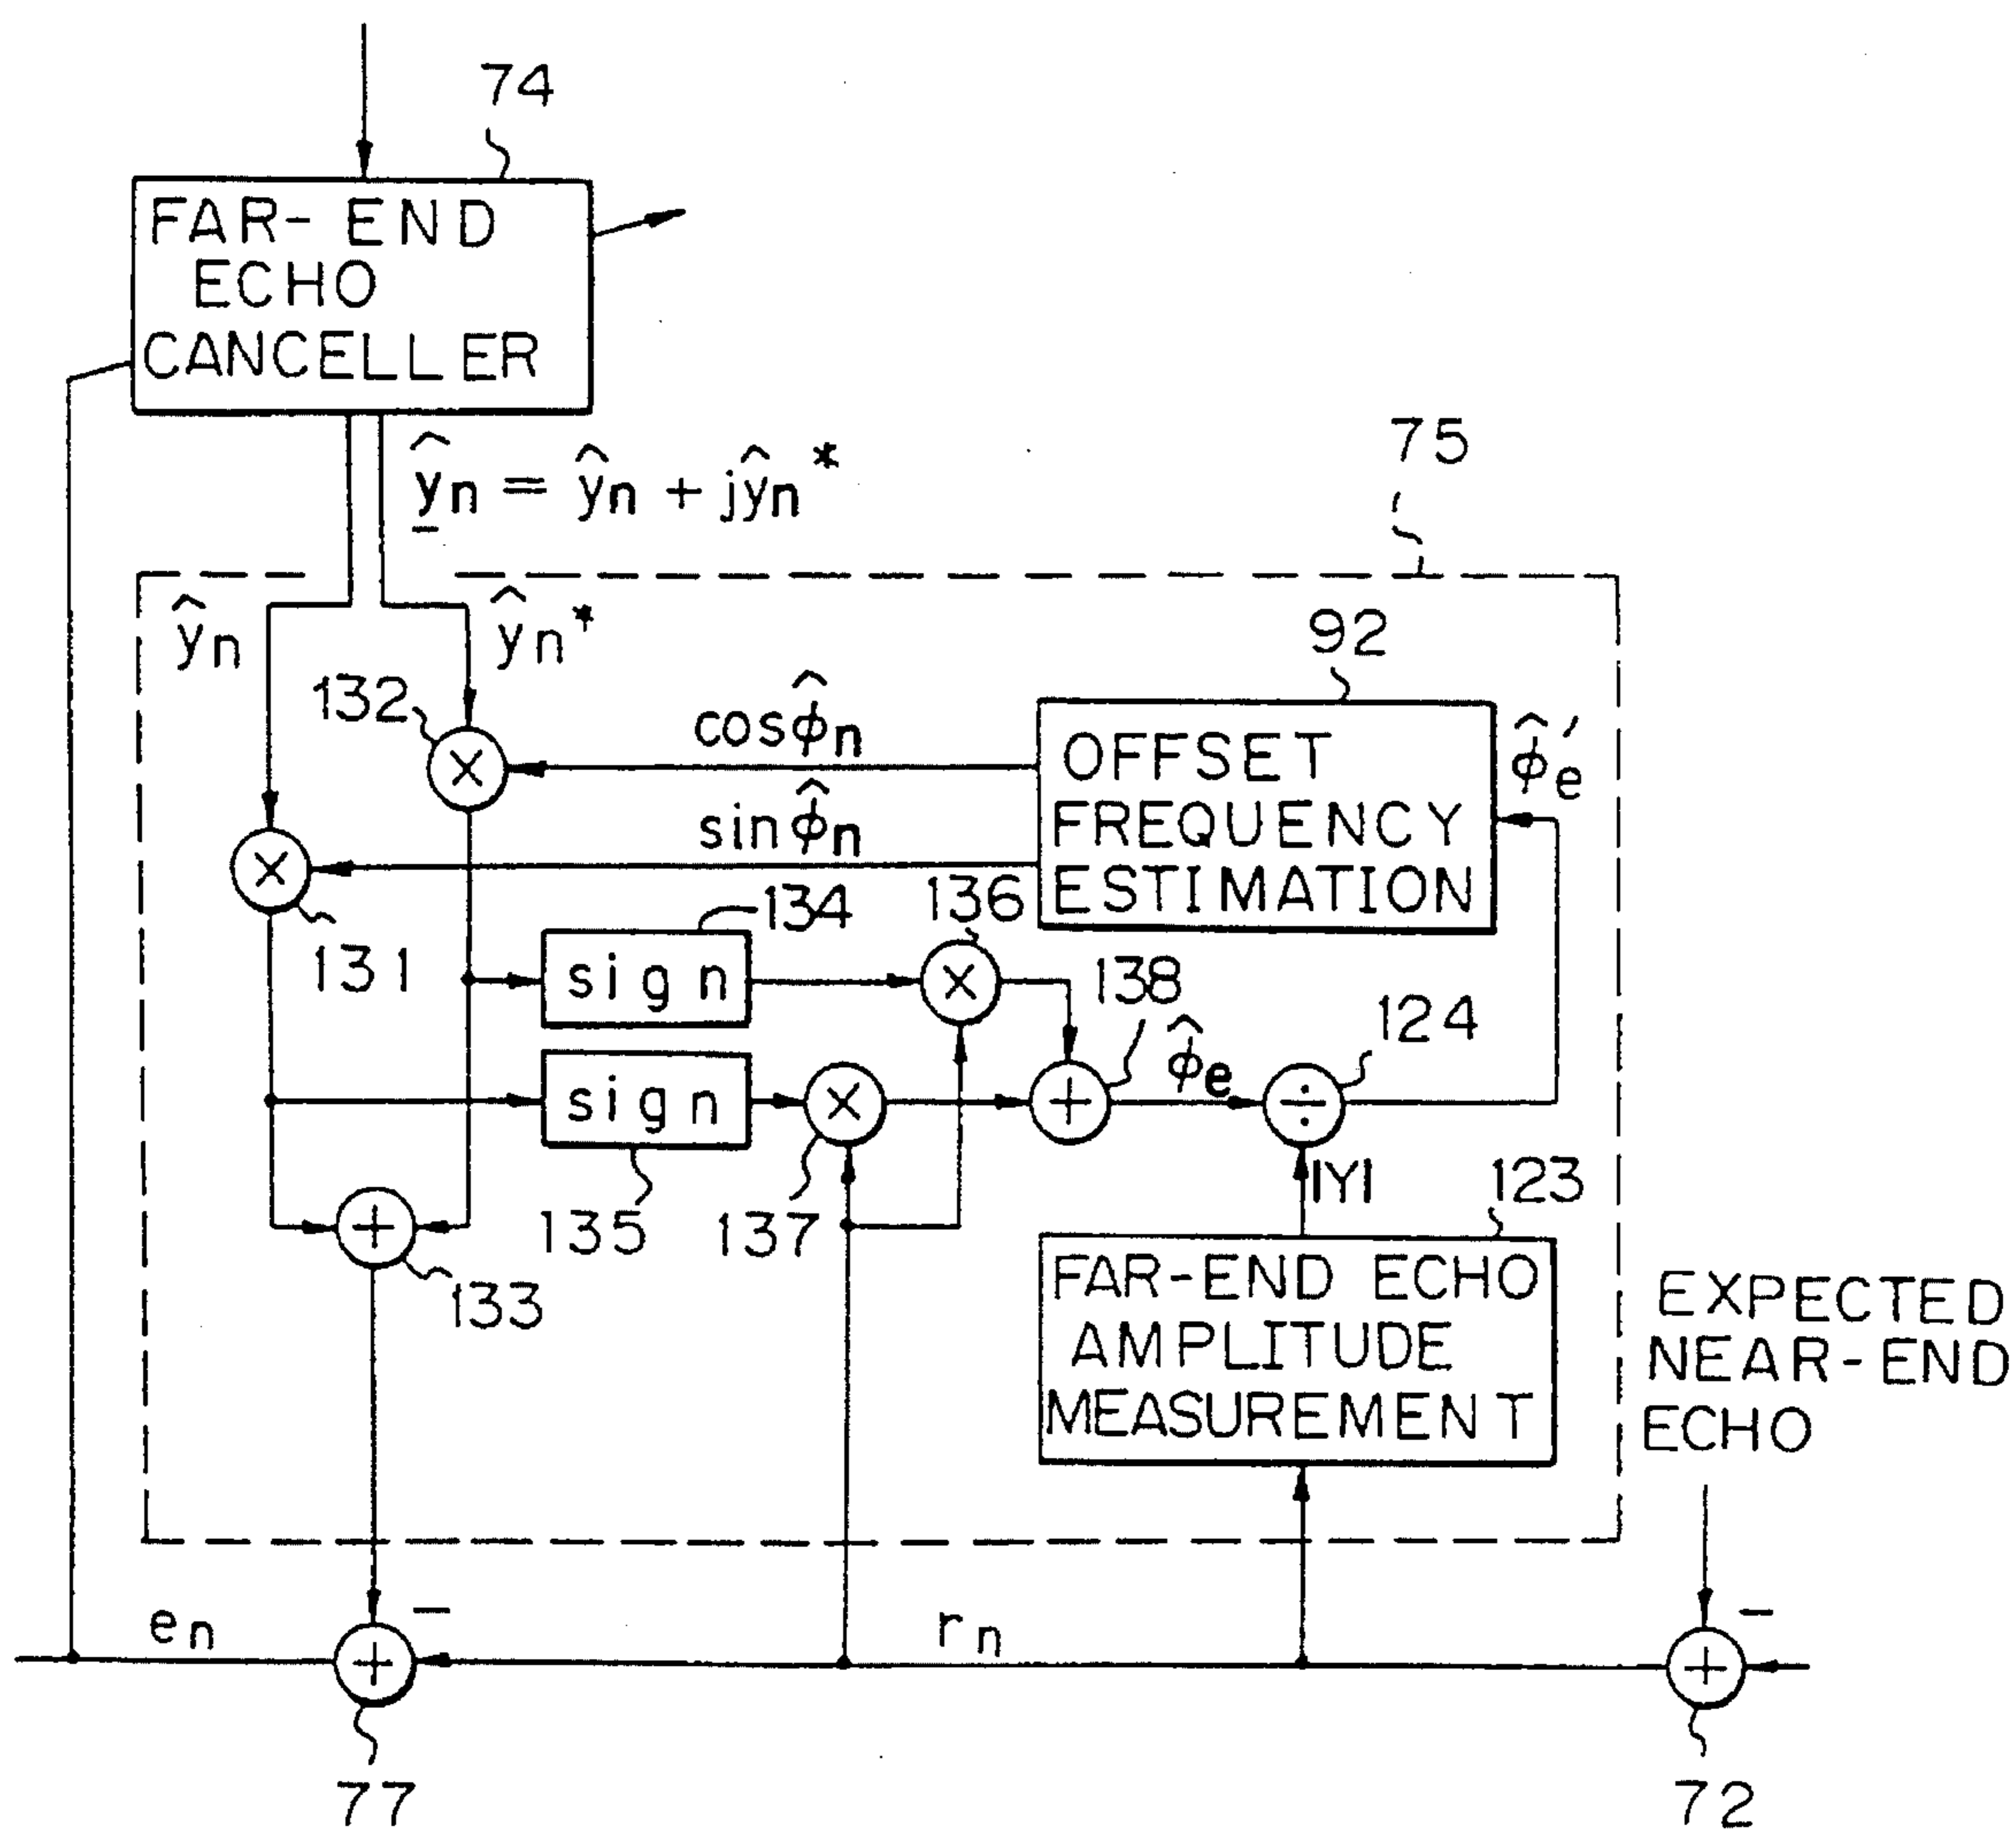 74
FAR-END
ECHO
CANCELLER
ŷ̲n = ŷn + jŷn*
75
ŷn
ŷn*
92
132
cosφ̂n
OFFSET
FREQUENCY
ESTIMATION
φ̂e′
sinφ̂n
131
134
136
sign
138
124
φ̂e
sign
135
137
|Y|
123
133
FAR-END ECHO
AMPLITUDE
MEASUREMENT
EXPECTED
NEAR-END
ECHO
en
rn
77
72